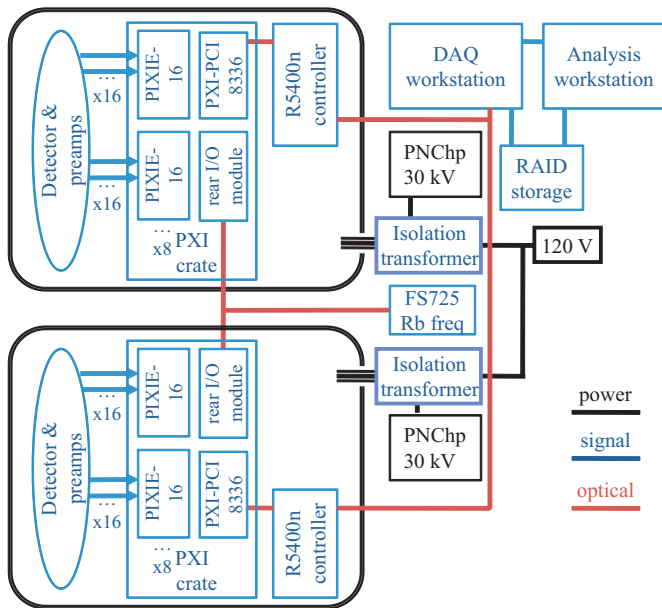 Detector &
preamps
...
x16
...
x16
PIXIE-
16
PXI-PCI
8336
PIXIE-
16
rear I/O
module
...
x8
PXI
crate
R5400n
controller
DAQ
workstation
Analysis
workstation
RAID
storage
PNChp
30 kV
Isolation
transformer
120 V
FS725
Rb freq
Isolation
transformer
PNChp
30 kV
Detector &
preamps
...
x16
...
x16
PIXIE-
16
rear I/O
module
PIXIE-
16
PXI-PCI
8336
...
x8
PXI
crate
R5400n
controller
power
signal
optical